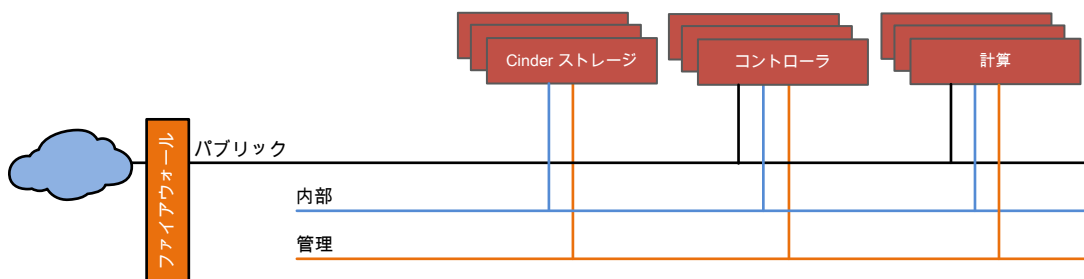 Cinder ストレージ
コントローラ
計算
ファイアウォール
パブリック
内部
管理